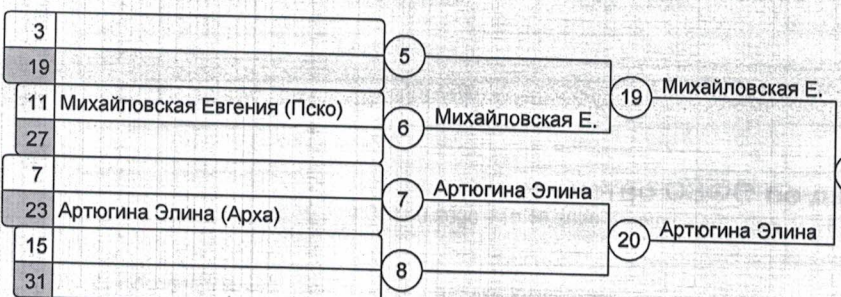 3
19
5
11 Михайловская Евгения (Пско)
27
6 Михайловская Е.
19 Михайловская Е.
7
23 Артюгина Элина (Арха)
7 Артюгина Элина
15
31
8
20 Артюгина Элина